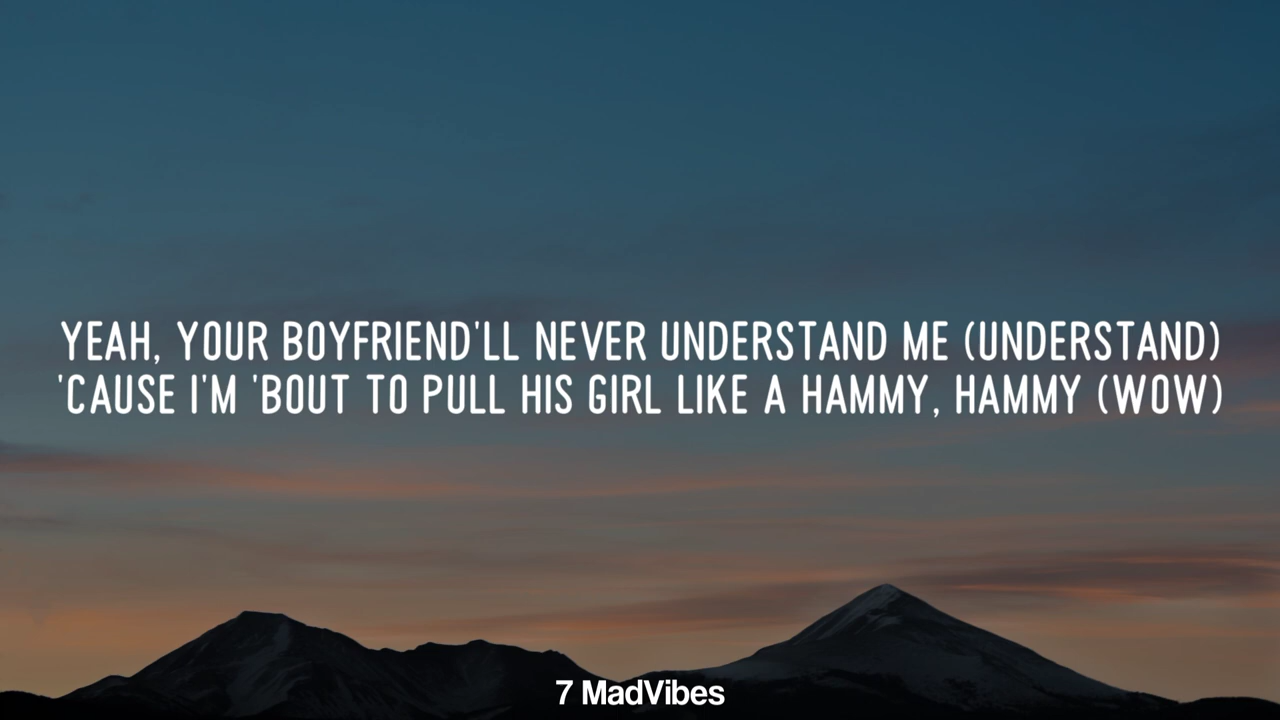 YEAH, YOUR BOYFRIEND'LL NEVER UNDERSTAND ME (UNDERSTAND)
'CAUSE I'M 'BOUT TO PULL HIS GIRL LIKE A HAMMY, HAMMY (WOW)
7 MadVibes